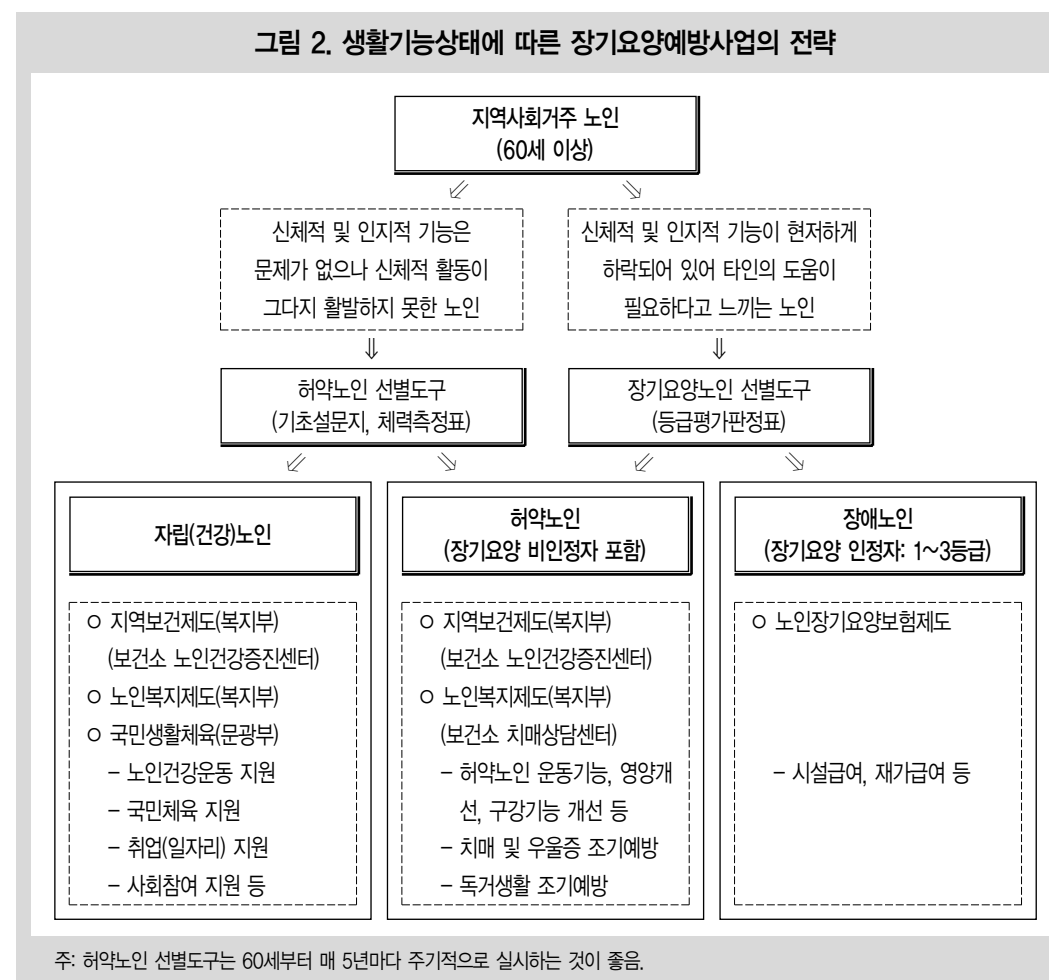 그림 2. 생활기능상태에 따른 장기요양예방사업의 전략
지역사회거주 노인
(60세 이상)
신체적 및 인지적 기능은
문제가 없으나 신체적 활동이
그다지 활발하지 못한 노인
신체적 및 인지적 기능이 현저하게
하락되어 있어 타인의 도움이
필요하다고 느끼는 노인
허약노인 선별도구
(기초설문지, 체력측정표)
장기요양노인 선별도구
(등급평가판정표)
자립(건강)노인
ㅇ 지역보건제도(복지부)
(보건소 노인건강증진센터)
ㅇ 노인복지제도(복지부)
ㅇ 국민생활체육(문광부)
- 노인건강운동 지원
- 국민체육 지원
- 취업(일자리) 지원
- 사회참여 지원 등
허약노인
(장기요양 비인정자 포함)
ㅇ 지역보건제도(복지부)
(보건소 노인건강증진센터)
ㅇ 노인복지제도(복지부)
(보건소 치매상담센터)
- 허약노인 운동기능, 영양개
선, 구강기능 개선 등
- 치매 및 우울증 조기예방
- 독거생활 조기예방
장애노인
(장기요양 인정자: 1~3등급)
ㅇ 노인장기요양보험제도
- 시설급여, 재가급여 등
주: 허약노인 선별도구는 60세부터 매 5년마다 주기적으로 실시하는 것이 좋음.